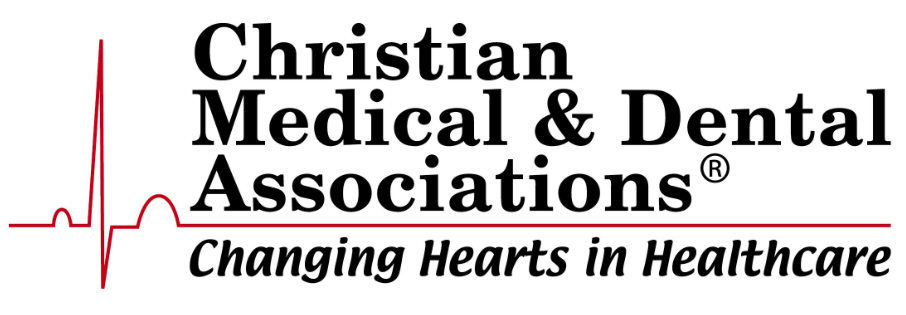 Christian
Medical & Dental
Associations®
Changing Hearts in Healthcare